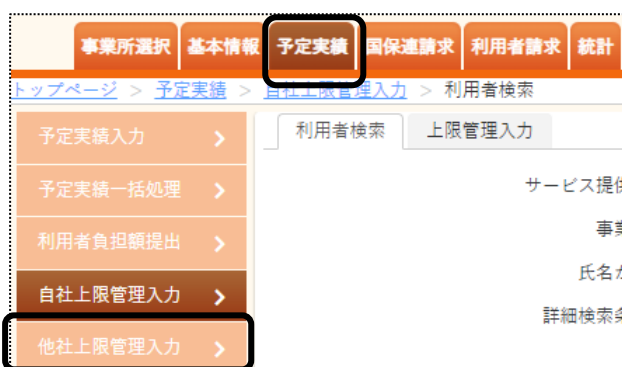 事業所選択 基本情報 予定実績 国保連請求 利用者請求 統計
トップページ > 予定実績 > 自社上限管理入力 > 利用者検索
予定実績入力
利用者検索 上限管理入力
予定実績一括処理
サービス提供
利用者負担額提出
事業
自社上限管理入力
氏名カ
詳細検索条
他社上限管理入力